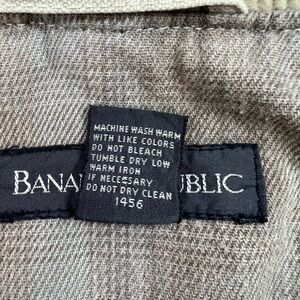 MACHINE WASH WARM
WITH LIKE COLORS
DO NOT BLEACH
TUMBLE DRY LOW
WARM IRON
IF NECESSARY
DO NOT DRY CLEAN
1456
BANA UBLIC